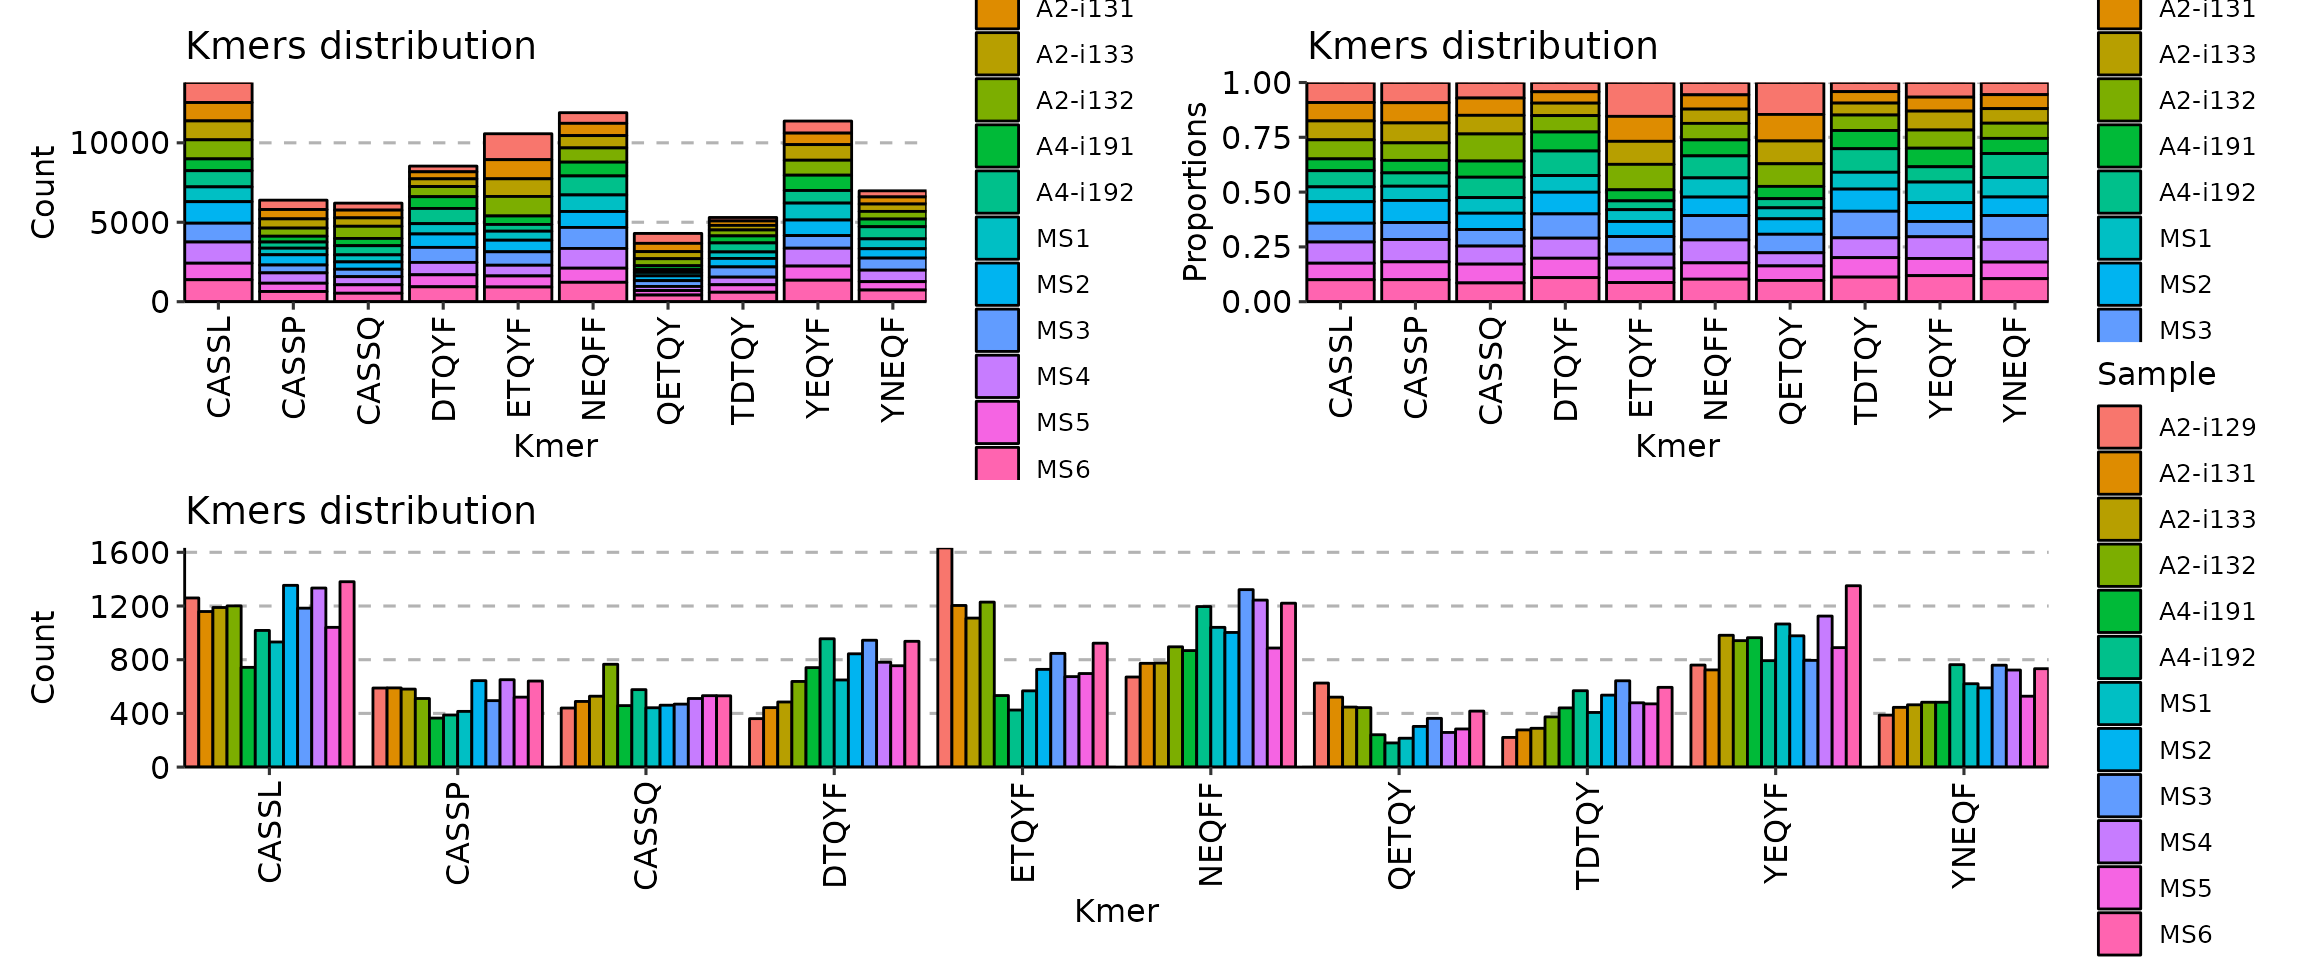 Kmers distribution
Count
10000
5000
0
CASSL
CASSP
CASSQ
DTQYF
ETQYF
NEQFF
QETQY
TDTQY
YEQYF
YNEQF
Kmer
A2-i131
A2-i133
A2-i132
A4-i191
A4-i192
MS1
MS2
MS3
MS4
MS5
MS6
Kmers distribution
Proportions
1.00
0.75
0.50
0.25
0.00
CASSL
CASSP
CASSQ
DTQYF
ETQYF
NEQFF
QETQY
TDTQY
YEQYF
YNEQF
Kmer
A2-i131
A2-i133
A2-i132
A4-i191
A4-i192
MS1
MS2
MS3
Kmers distribution
Count
1600
1200
800
400
0
CASSL
CASSP
CASSQ
DTQYF
ETQYF
NEQFF
QETQY
TDTQY
YEQYF
YNEQF
Kmer
Sample
A2-i129
A2-i131
A2-i133
A2-i132
A4-i191
A4-i192
MS1
MS2
MS3
MS4
MS5
MS6